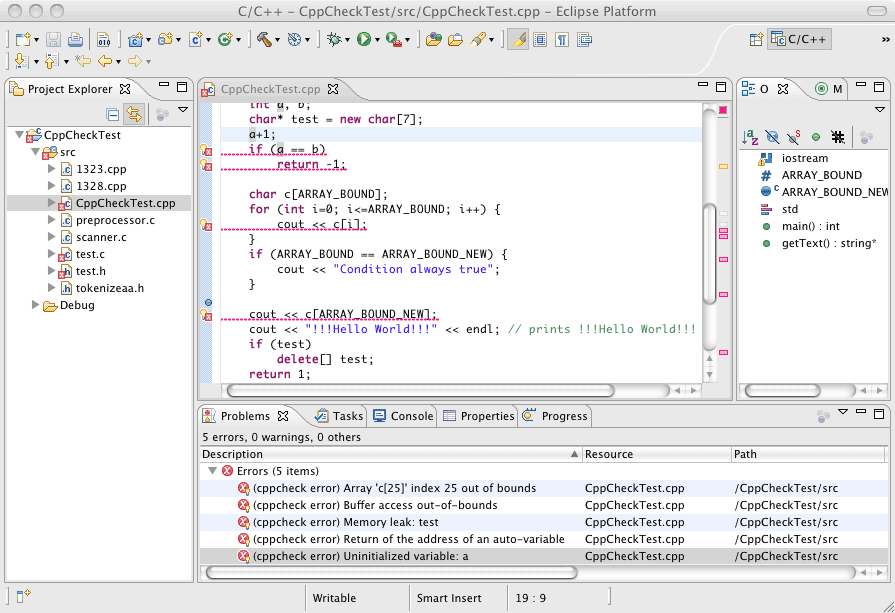 C/C++ - CppCheckTest/src/CppCheckTest.cpp - Eclipse Platform
010
C/C++
»
Project Explorer
CppCheckTest
src
1323.cpp
1328.cpp
CppCheckTest.cpp
preprocessor.c
scanner.c
test.c
test.h
tokenizeaa.h
Debug
CppCheckTest.cpp
int a, b;
char* test = new char[7];
a+1;
if (a == b)
return -1;
char c[ARRAY_BOUND];
for (int i=0; i<=ARRAY_BOUND; i++) {
cout << c[i];
}
if (ARRAY_BOUND == ARRAY_BOUND_NEW) {
cout << "Condition always true";
}
cout << c[ARRAY_BOUND_NEW];
cout << "!!!Hello World!!!" << endl; // prints !!!Hello World!!!
if (test)
delete[] test;
return 1;
O
M
iostream
ARRAY_BOUND
ARRAY_BOUND_NEW
std
main() : int
getText() : string*
Problems
Tasks
Console
Properties
Progress
5 errors, 0 warnings, 0 others
Description Resource Path
Errors (5 items)
(cppcheck error) Array 'c[25]' index 25 out of bounds CppCheckTest.cpp /CppCheckTest/src
(cppcheck error) Buffer access out-of-bounds CppCheckTest.cpp /CppCheckTest/src
(cppcheck error) Memory leak: test CppCheckTest.cpp /CppCheckTest/src
(cppcheck error) Return of the address of an auto-variable CppCheckTest.cpp /CppCheckTest/src
(cppcheck error) Uninitialized variable: a CppCheckTest.cpp /CppCheckTest/src
Writable Smart Insert 19 : 9